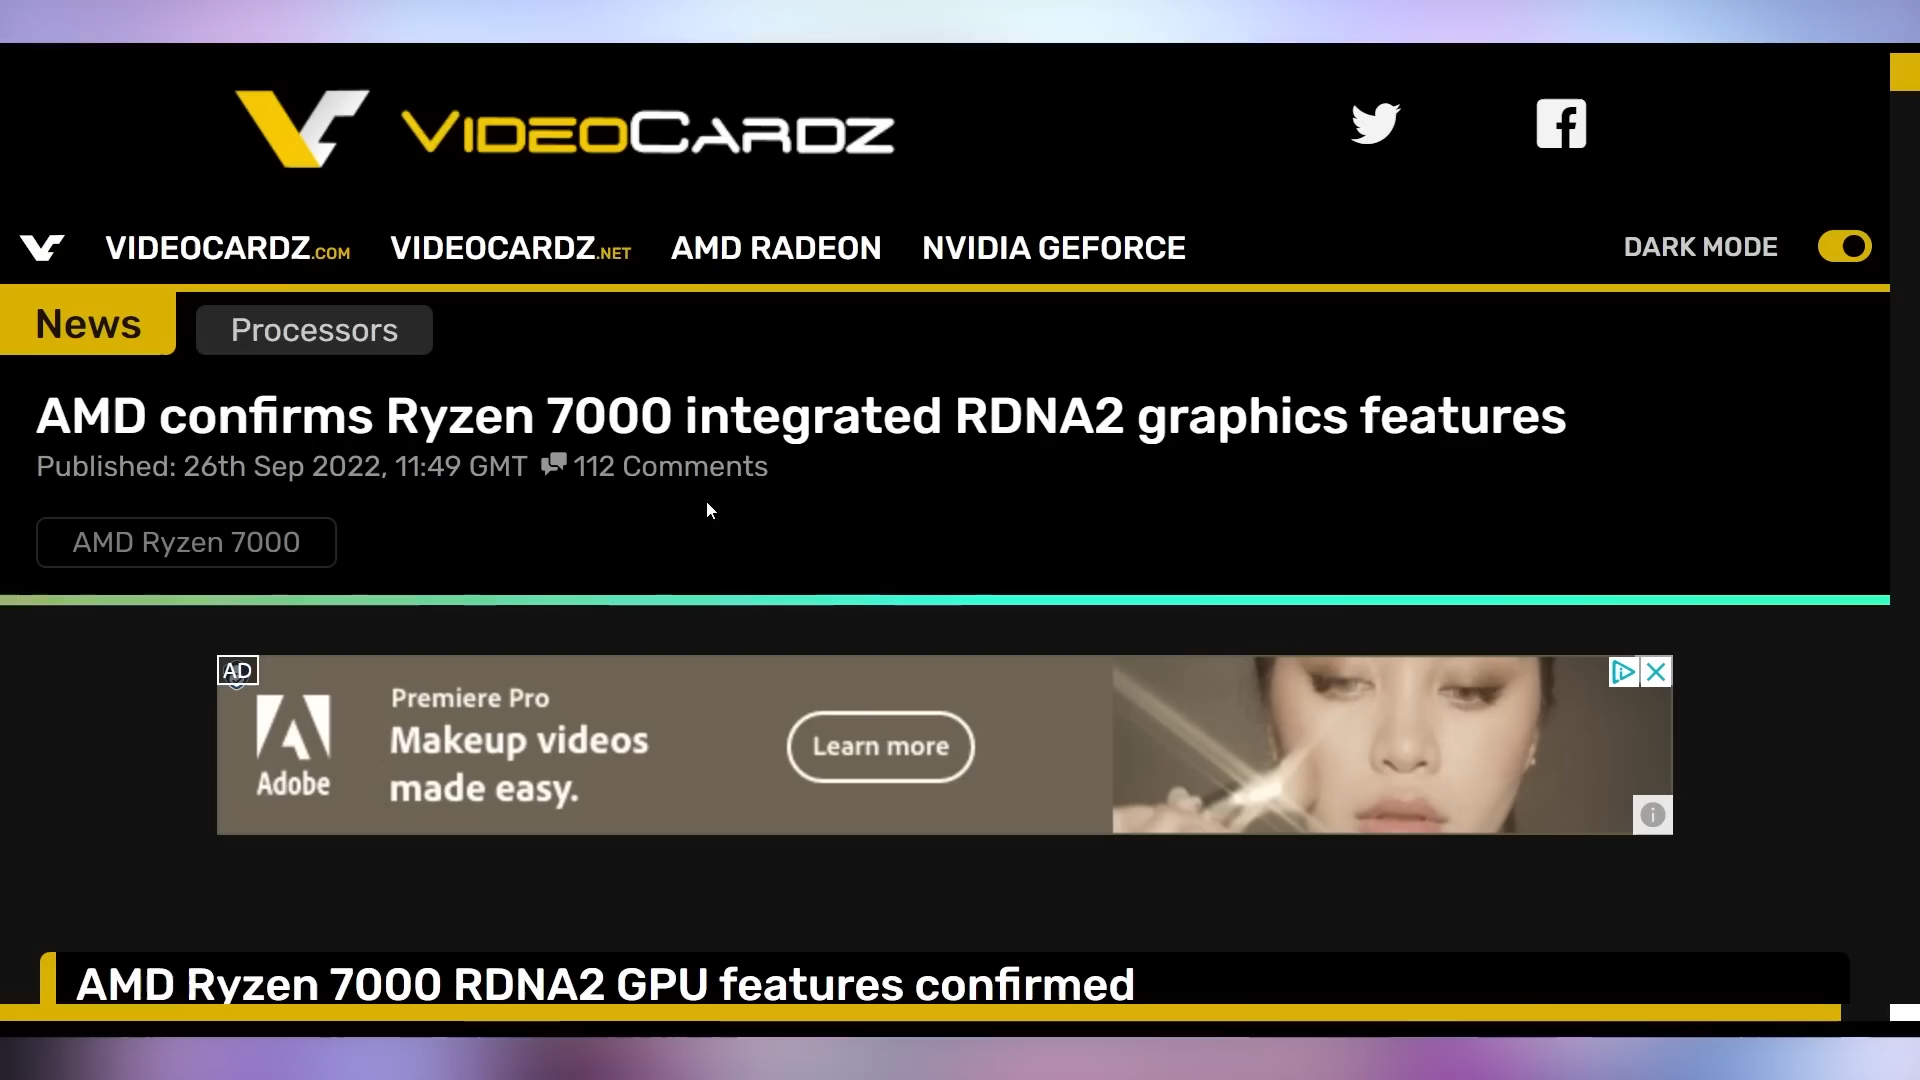 VIDEOCARDZ
VIDEOCARDZ.COM VIDEOCARDZ.NET AMD RADEON NVIDIA GEFORCE DARK MODE
News Processors
AMD confirms Ryzen 7000 integrated RDNA2 graphics features
Published: 26th Sep 2022, 11:49 GMT 112 Comments
AMD Ryzen 7000
AD
Premiere Pro
Makeup videos
made easy.
Learn more
Adobe
AMD Ryzen 7000 RDNA2 GPU features confirmed